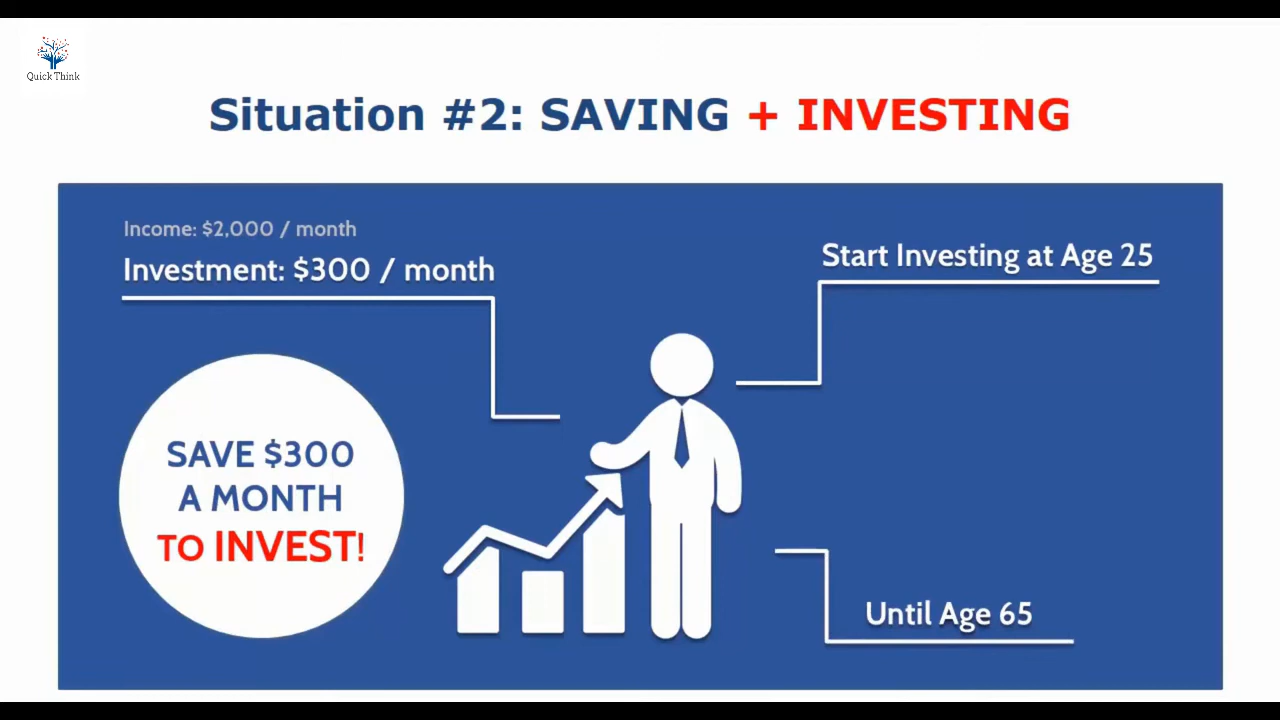 Quick Think
Situation #2: SAVING + INVESTING
Income: $2,000 / month
Investment: $300 / month
Start Investing at Age 25
SAVE $300
A MONTH
TO INVEST!
Until Age 65